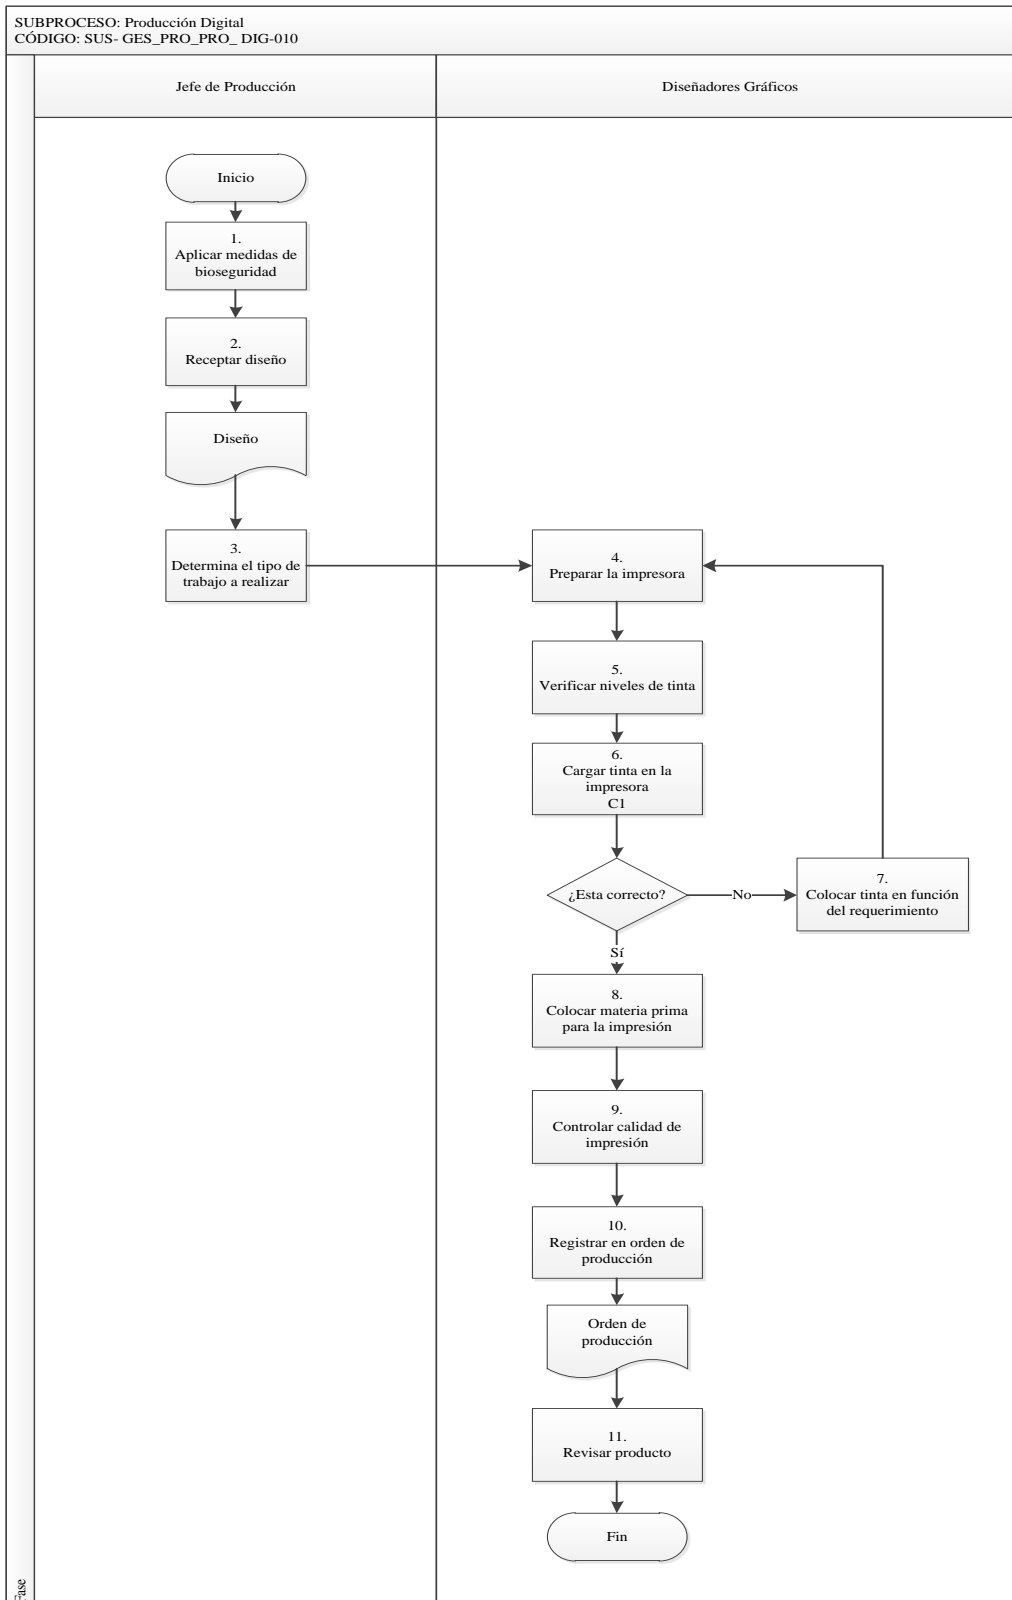 SUBPROCESO: Producción Digital
CÓDIGO: SUS- GES_PRO_PRO_ DIG-010
Jefe de Producción
Diseñadores Gráficos
Inicio
1.
Aplicar medidas de
bioseguridad
2.
Receptar diseño
Diseño
3.
Determina el tipo de
trabajo a realizar
4.
Preparar la impresora
5.
Verificar niveles de tinta
6.
Cargar tinta en la
impresora
C1
¿Esta correcto?
No
7.
Colocar tinta en función
del requerimiento
Sí
8.
Colocar materia prima
para la impresión
9.
Controlar calidad de
impresión
10.
Registrar en orden de
producción
Orden de
producción
11.
Revisar producto
Fin
Fase